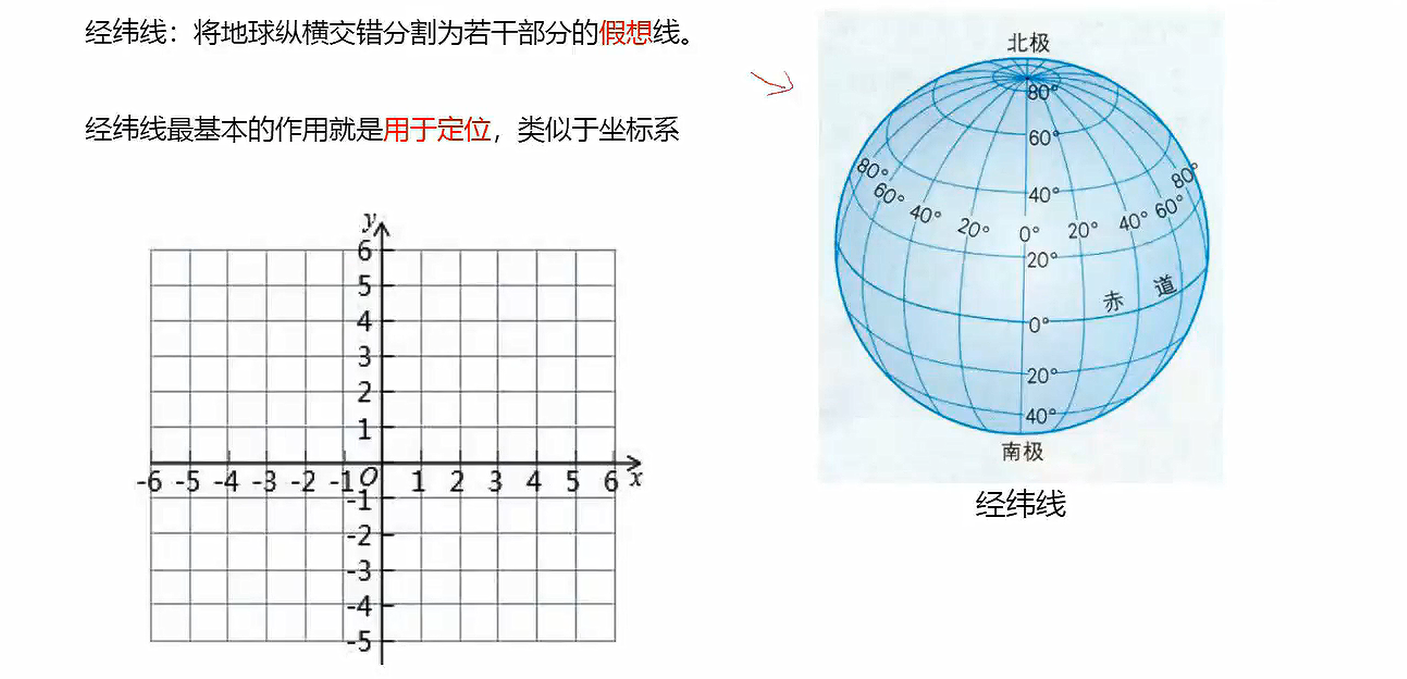 经纬线：将地球纵横交错分割为若干部分的假想线。
经纬线最基本的作用就是用于定位，类似于坐标系
y
6
5
4
3
2
1
-6 -5 -4 -3 -2 -1 O 1 2 3 4 5 6 x
-1
-2
-3
-4
-5
北极
80°
60°
40°
80° 60° 40° 20° 0° 20° 40° 60° 80°
20°
赤道
0°
20°
40°
南极
经纬线